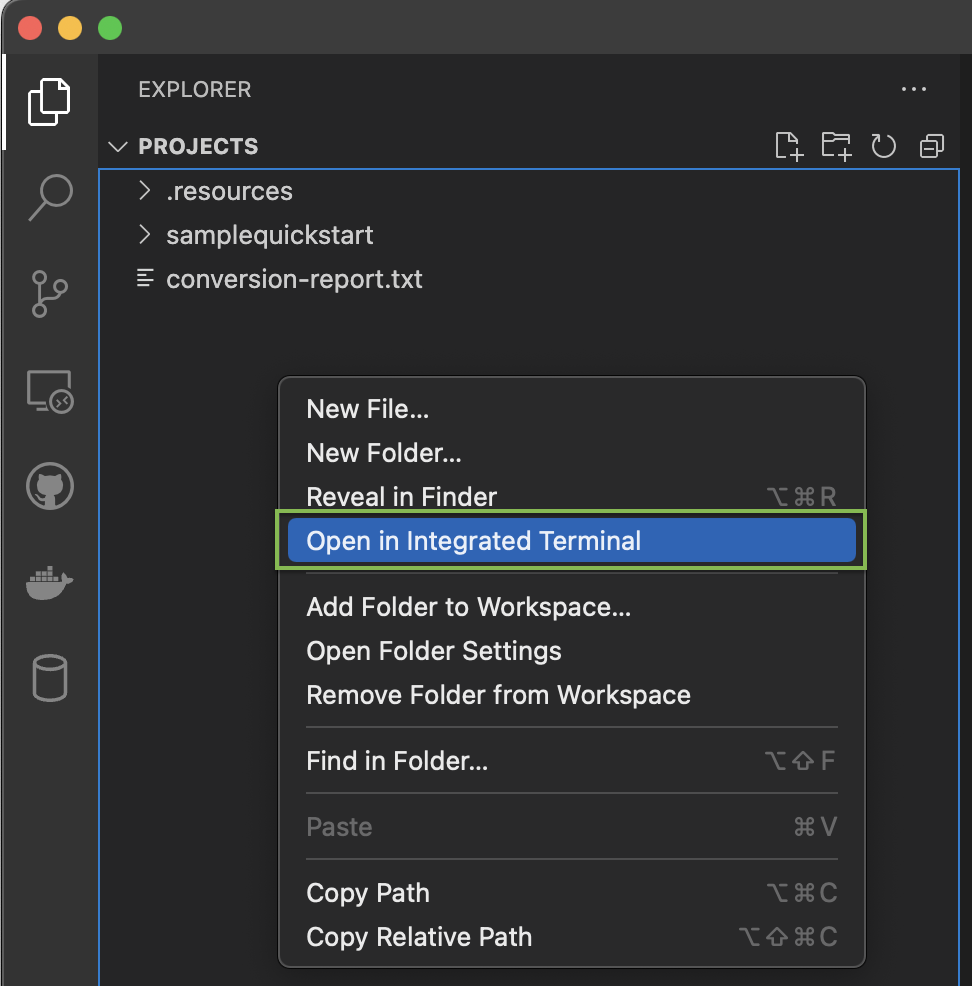 EXPLORER
PROJECTS
.resources
samplequickstart
conversion-report.txt
New File...
New Folder...
Reveal in Finder ⌥⌘R
Open in Integrated Terminal
Add Folder to Workspace...
Open Folder Settings
Remove Folder from Workspace
Find in Folder... ⌥⇧F
Paste ⌘V
Copy Path ⌥⌘C
Copy Relative Path ⌥⇧⌘C